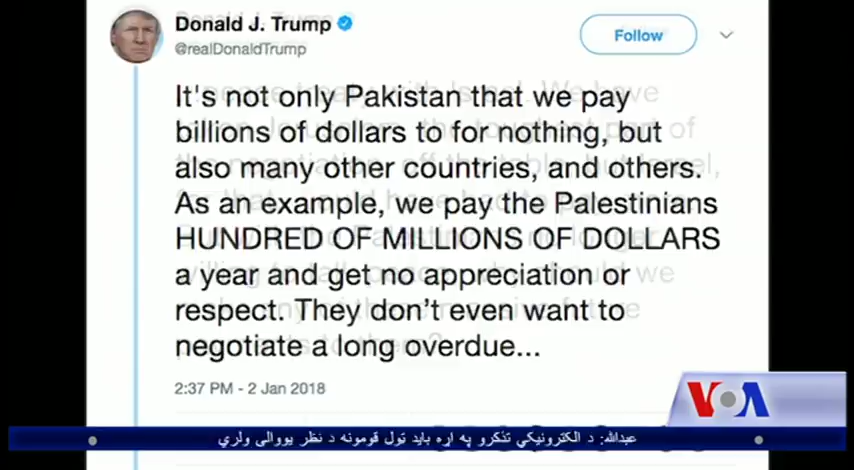 Donald J. Trump
@realDonaldTrump
Follow
It's not only Pakistan that we pay
billions of dollars to for nothing, but
also many other countries, and others.
As an example, we pay the Palestinians
HUNDRED OF MILLIONS OF DOLLARS
a year and get no appreciation or
respect. They don’t even want to
negotiate a long overdue...
2:37 PM - 2 Jan 2018
VOA
عبدالله: د الکترونيکي تذکرو په اړه بايد ټول قومونه د نظر يووالی ولري